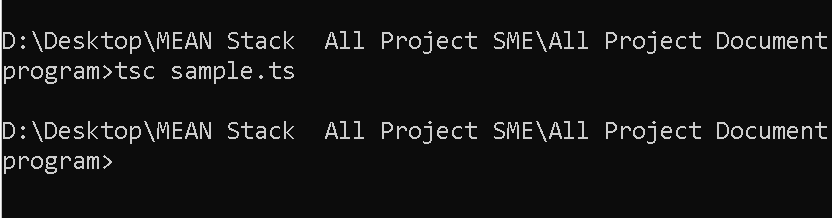 D:\Desktop\MEAN Stack  All Project SME\All Project Document
program>tsc sample.ts
D:\Desktop\MEAN Stack  All Project SME\All Project Document
program>